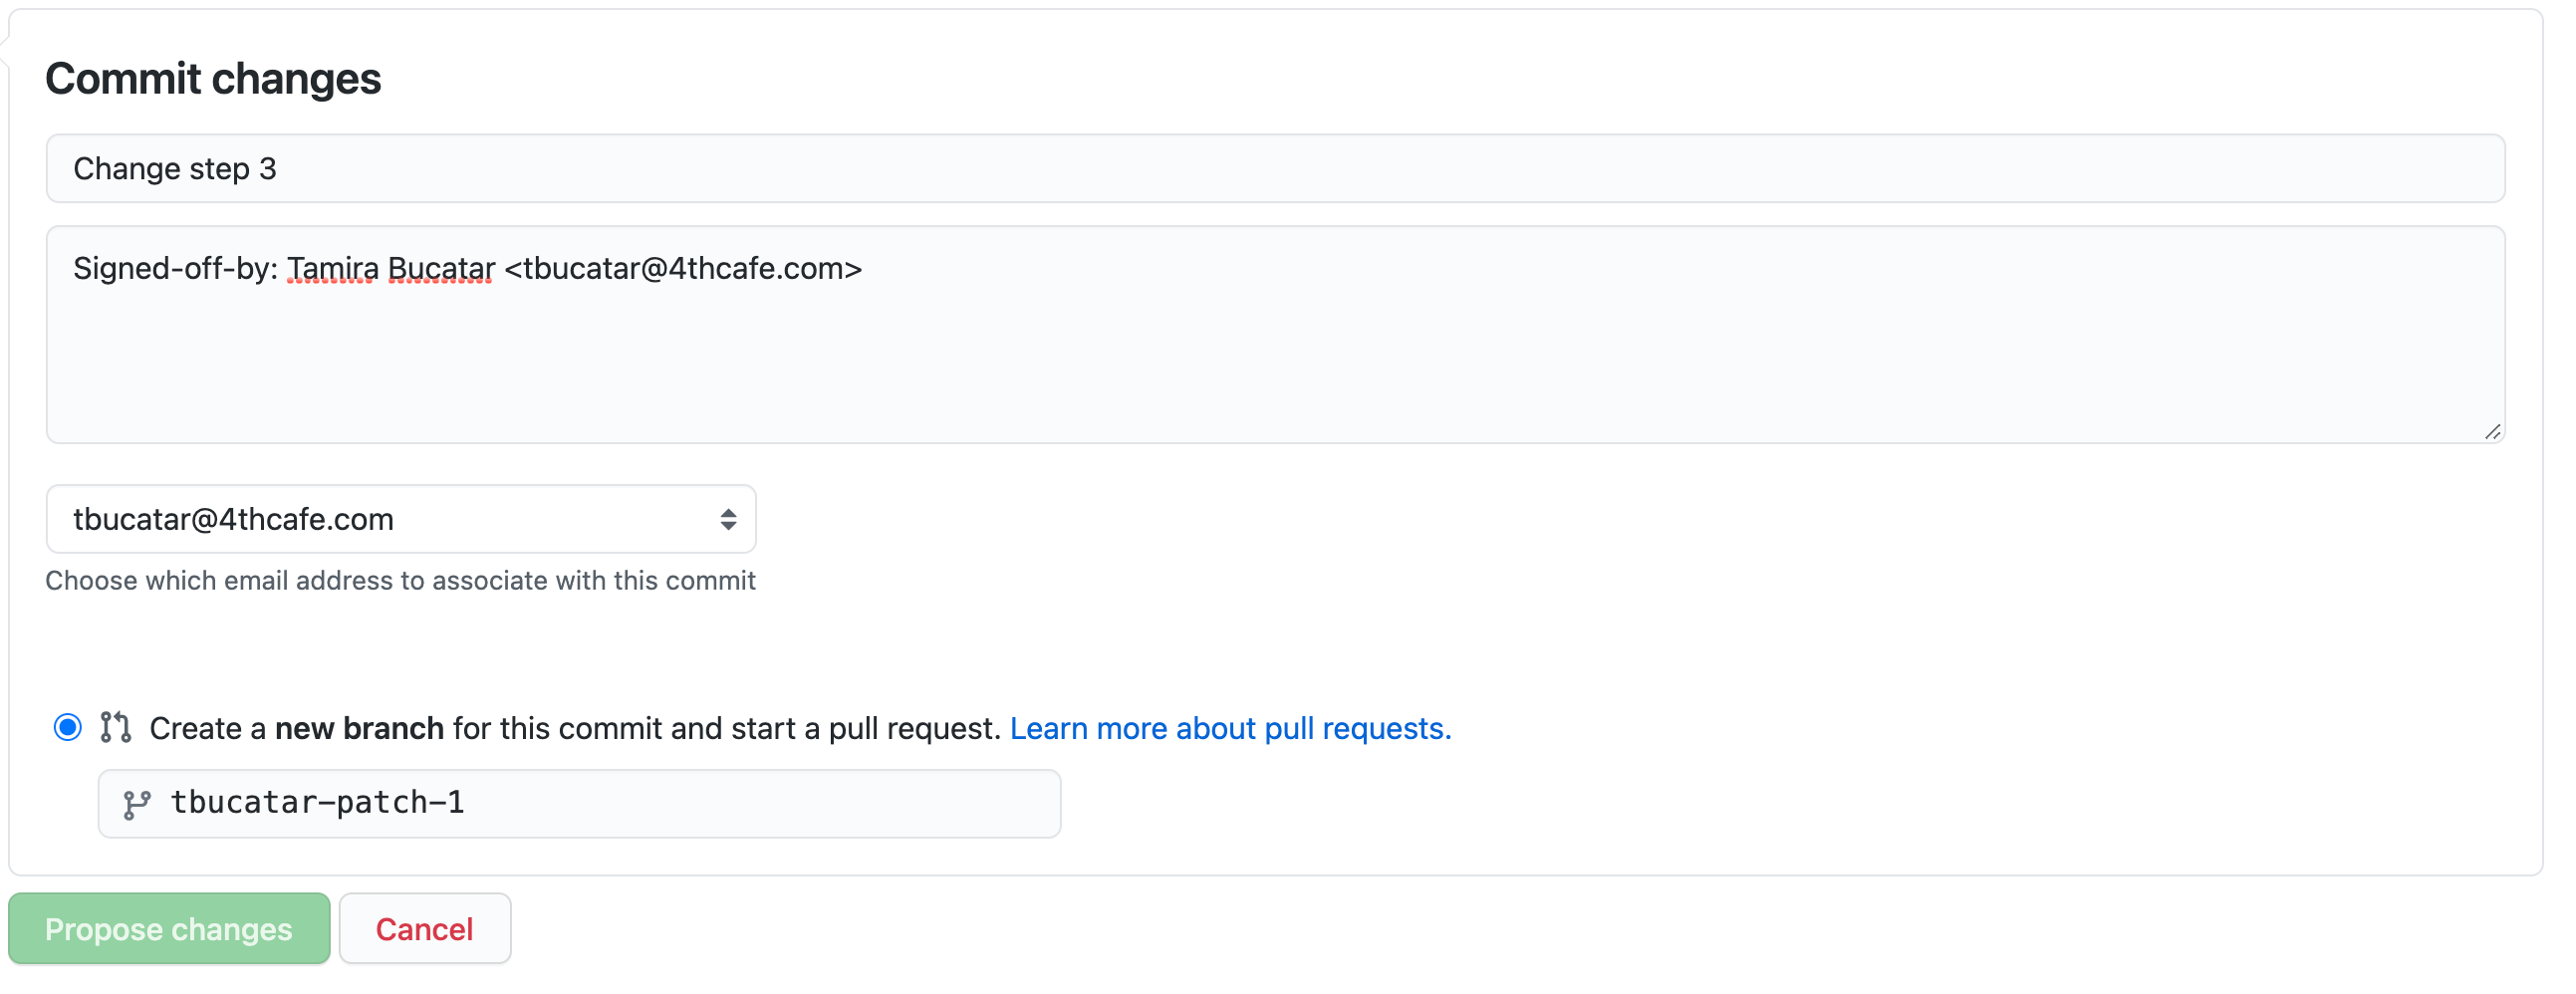 Commit changes
Change step 3
Signed-off-by: Tamira Bucatar <tbucatar@4thcafe.com>
tbucatar@4thcafe.com
Choose which email address to associate with this commit
Create a new branch for this commit and start a pull request. Learn more about pull requests.
tbucatar-patch-1
Propose changes Cancel